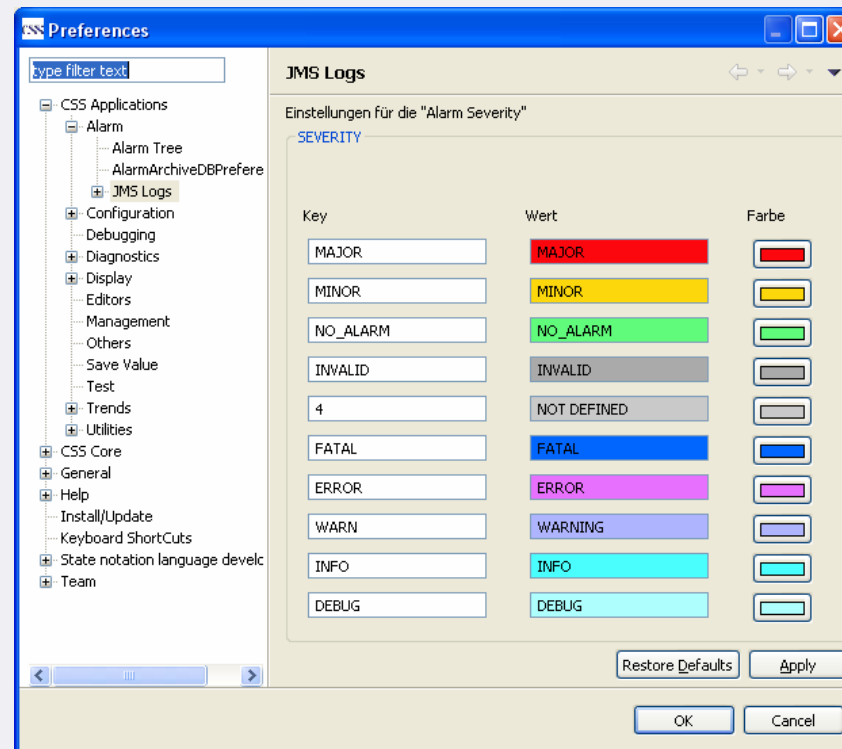 CSS Preferences
type filter text
CSS Applications
Alarm
Alarm Tree
AlarmArchiveDBPrefere
JMS Logs
Configuration
Debugging
Diagnostics
Display
Editors
Management
Others
Save Value
Test
Trends
Utilities
CSS Core
General
Help
Install/Update
Keyboard ShortCuts
State notation language develc
Team
JMS Logs
Einstellungen für die "Alarm Severity"
SEVERITY
Key Wert Farbe
MAJOR MAJOR
MINOR MINOR
NO_ALARM NO_ALARM
INVALID INVALID
4 NOT DEFINED
FATAL FATAL
ERROR ERROR
WARN WARNING
INFO INFO
DEBUG DEBUG
Restore Defaults Apply
OK Cancel